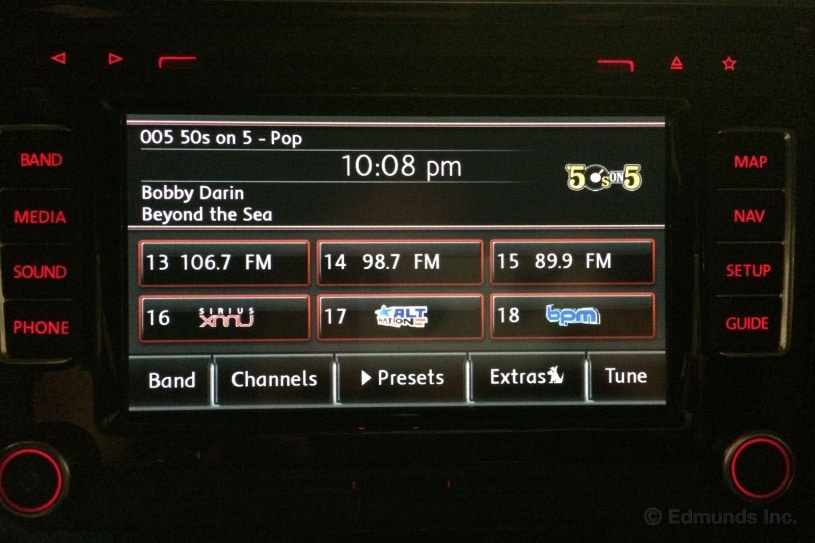 005 50s on 5 - Pop
10:08 pm
'50s ON 5
Bobby Darin
Beyond the Sea
BAND
MEDIA
SOUND
PHONE
MAP
NAV
SETUP
GUIDE
13 106.7 FM
14 98.7 FM
15 89.9 FM
16 SIRIUS XMU
17 ALT NATION
18 bpm
Band
Channels
Presets
Extras
Tune
© Edmunds Inc.